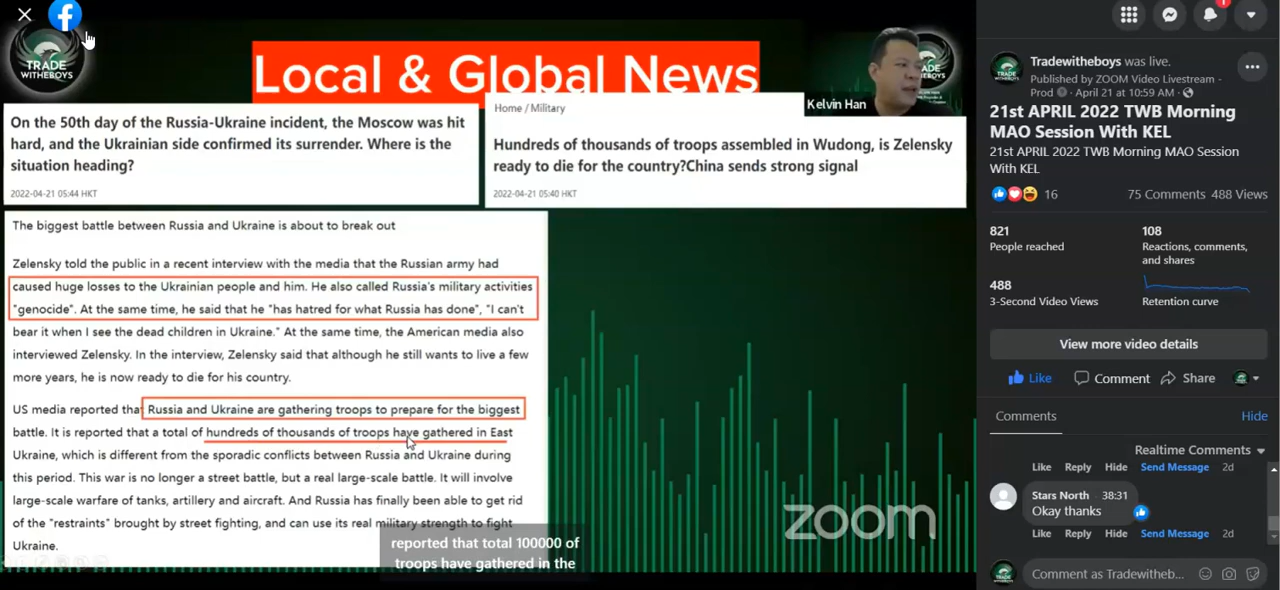 TRADE
WITHEBOYS
Local & Global News
Kelvin Han
On the 50th day of the Russia-Ukraine incident, the Moscow was hit
hard, and the Ukrainian side confirmed its surrender. Where is the
situation heading?
2022-04-21 05:44 HKT
Home / Military
Hundreds of thousands of troops assembled in Wudong, is Zelensky
ready to die for the country?China sends strong signal
2022-04-21 05:40 HKT
The biggest battle between Russia and Ukraine is about to break out
Zelensky told the public in a recent interview with the media that the Russian army had
caused huge losses to the Ukrainian people and him. He also called Russia's military activities
"genocide". At the same time, he said that he "has hatred for what Russia has done", "I can't
bear it when I see the dead children in Ukraine." At the same time, the American media also
interviewed Zelensky. In the interview, Zelensky said that although he still wants to live a few
more years, he is now ready to die for his country.
US media reported that Russia and Ukraine are gathering troops to prepare for the biggest
battle. It is reported that a total of hundreds of thousands of troops have gathered in East
Ukraine, which is different from the sporadic conflicts between Russia and Ukraine during
this period. This war is no longer a street battle, but a real large-scale battle. It will involve
large-scale warfare of tanks, artillery and aircraft. And Russia has finally been able to get rid
of the "restraints" brought by street fighting, and can use its real military strength to fight
Ukraine.
reported that total 100000 of
troops have gathered in the
zoom
1
Tradewitheboys was live.
Published by ZOOM Video Livestream -
Prod · April 21 at 10:59 AM ·
21st APRIL 2022 TWB Morning
MAO Session With KEL
21st APRIL 2022 TWB Morning MAO Session
With KEL
16 75 Comments 488 Views
821 108
People reached Reactions, comments,
and shares
488
3-Second Video Views Retention curve
View more video details
Like Comment Share
Comments Hide
Realtime Comments
Like Reply Hide Send Message 2d
Stars North · 38:31
Okay thanks
Like Reply Hide Send Message 2d
Comment as Tradewitheb...